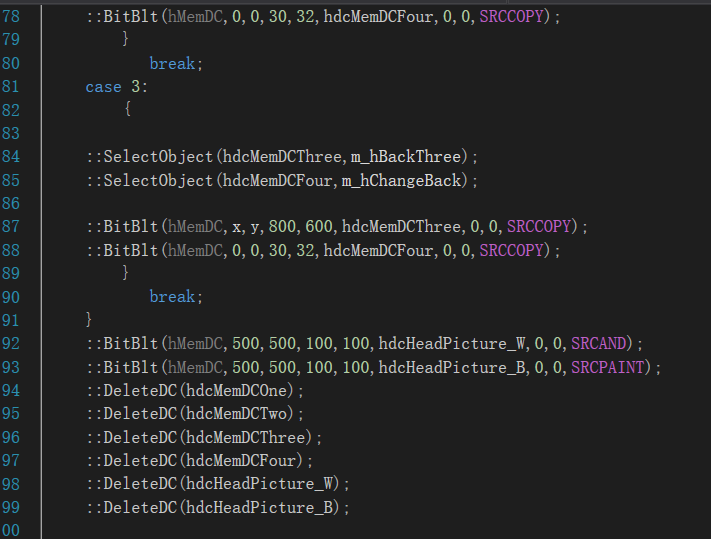 78 ::BitBlt(hMemDC,0,0,30,32,hdcMemDCFour,0,0,SRCCOPY);
79 }
80 break;
81 case 3:
82 {
83
84 ::SelectObject(hdcMemDCThree,m_hBackThree);
85 ::SelectObject(hdcMemDCFour,m_hChangeBack);
86
87 ::BitBlt(hMemDC,x,y,800,600,hdcMemDCThree,0,0,SRCCOPY);
88 ::BitBlt(hMemDC,0,0,30,32,hdcMemDCFour,0,0,SRCCOPY);
89 }
90 break;
91 }
92 ::BitBlt(hMemDC,500,500,100,100,hdcHeadPicture_W,0,0,SRCAND);
93 ::BitBlt(hMemDC,500,500,100,100,hdcHeadPicture_B,0,0,SRCPAINT);
94 ::DeleteDC(hdcMemDCOne);
95 ::DeleteDC(hdcMemDCTwo);
96 ::DeleteDC(hdcMemDCThree);
97 ::DeleteDC(hdcMemDCFour);
98 ::DeleteDC(hdcHeadPicture_W);
99 ::DeleteDC(hdcHeadPicture_B);
00